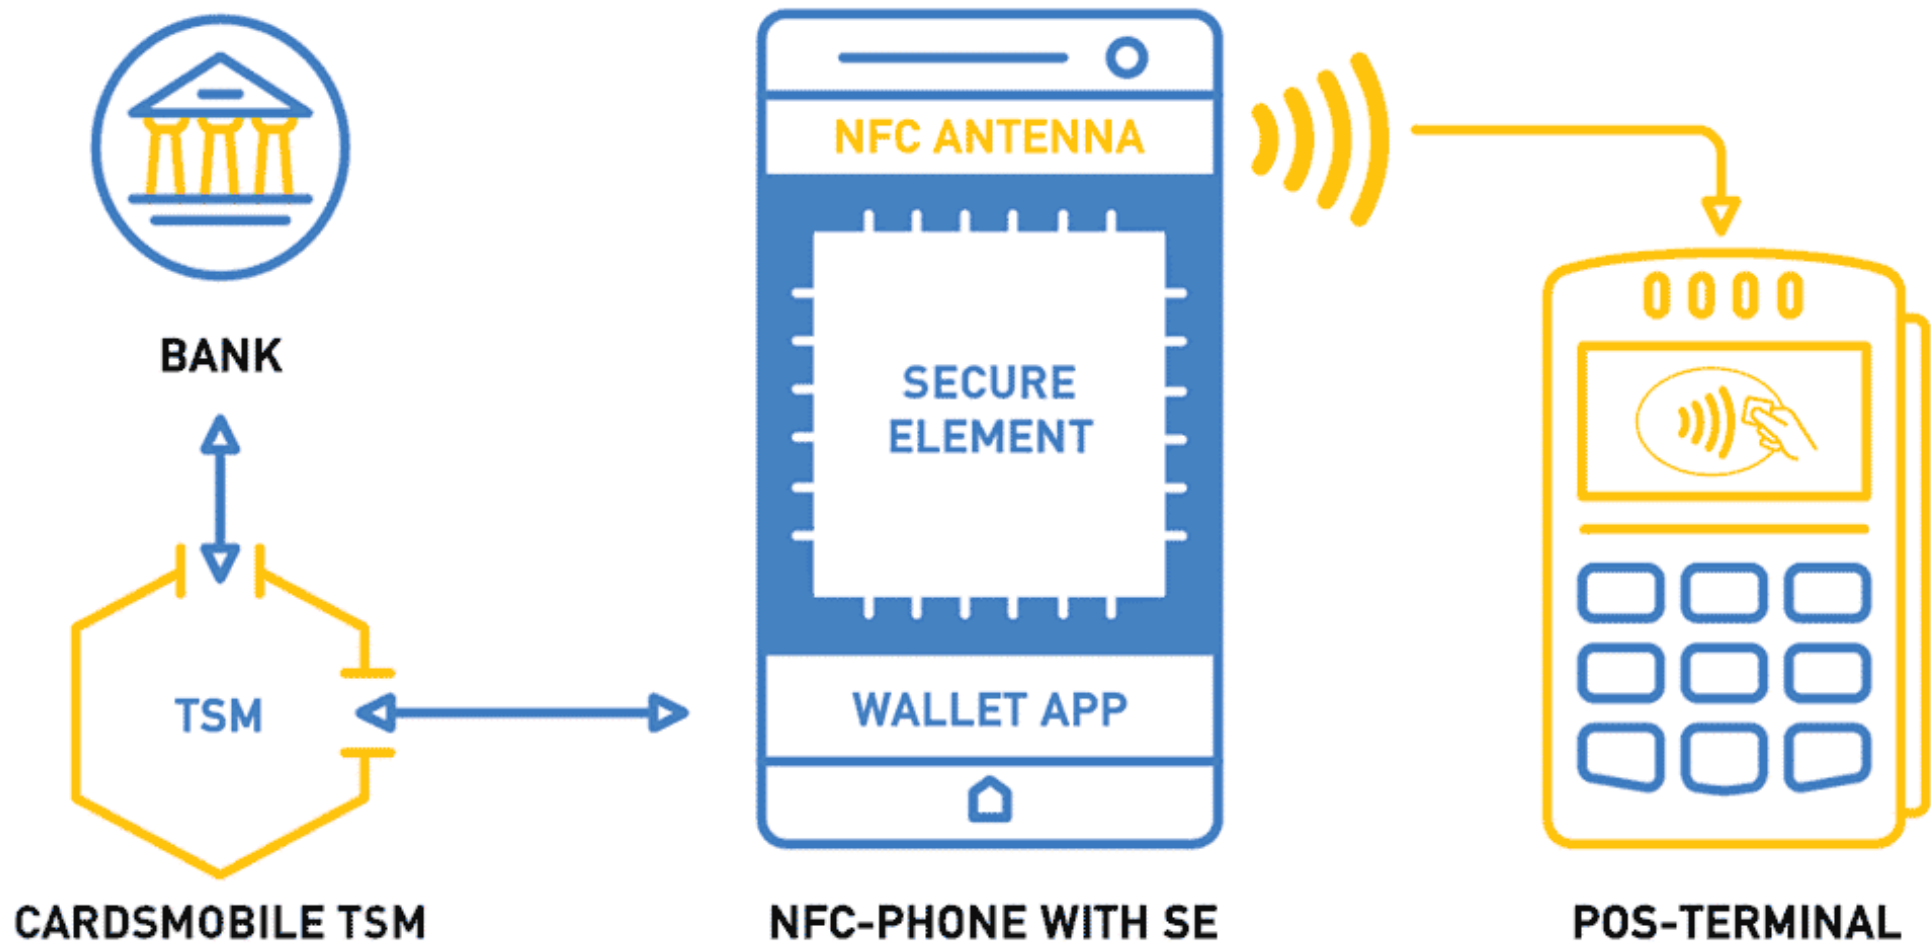 BANK
TSM
CARDSMOBILE TSM
NFC ANTENNA
SECURE
ELEMENT
WALLET APP
NFC-PHONE WITH SE
POS-TERMINAL